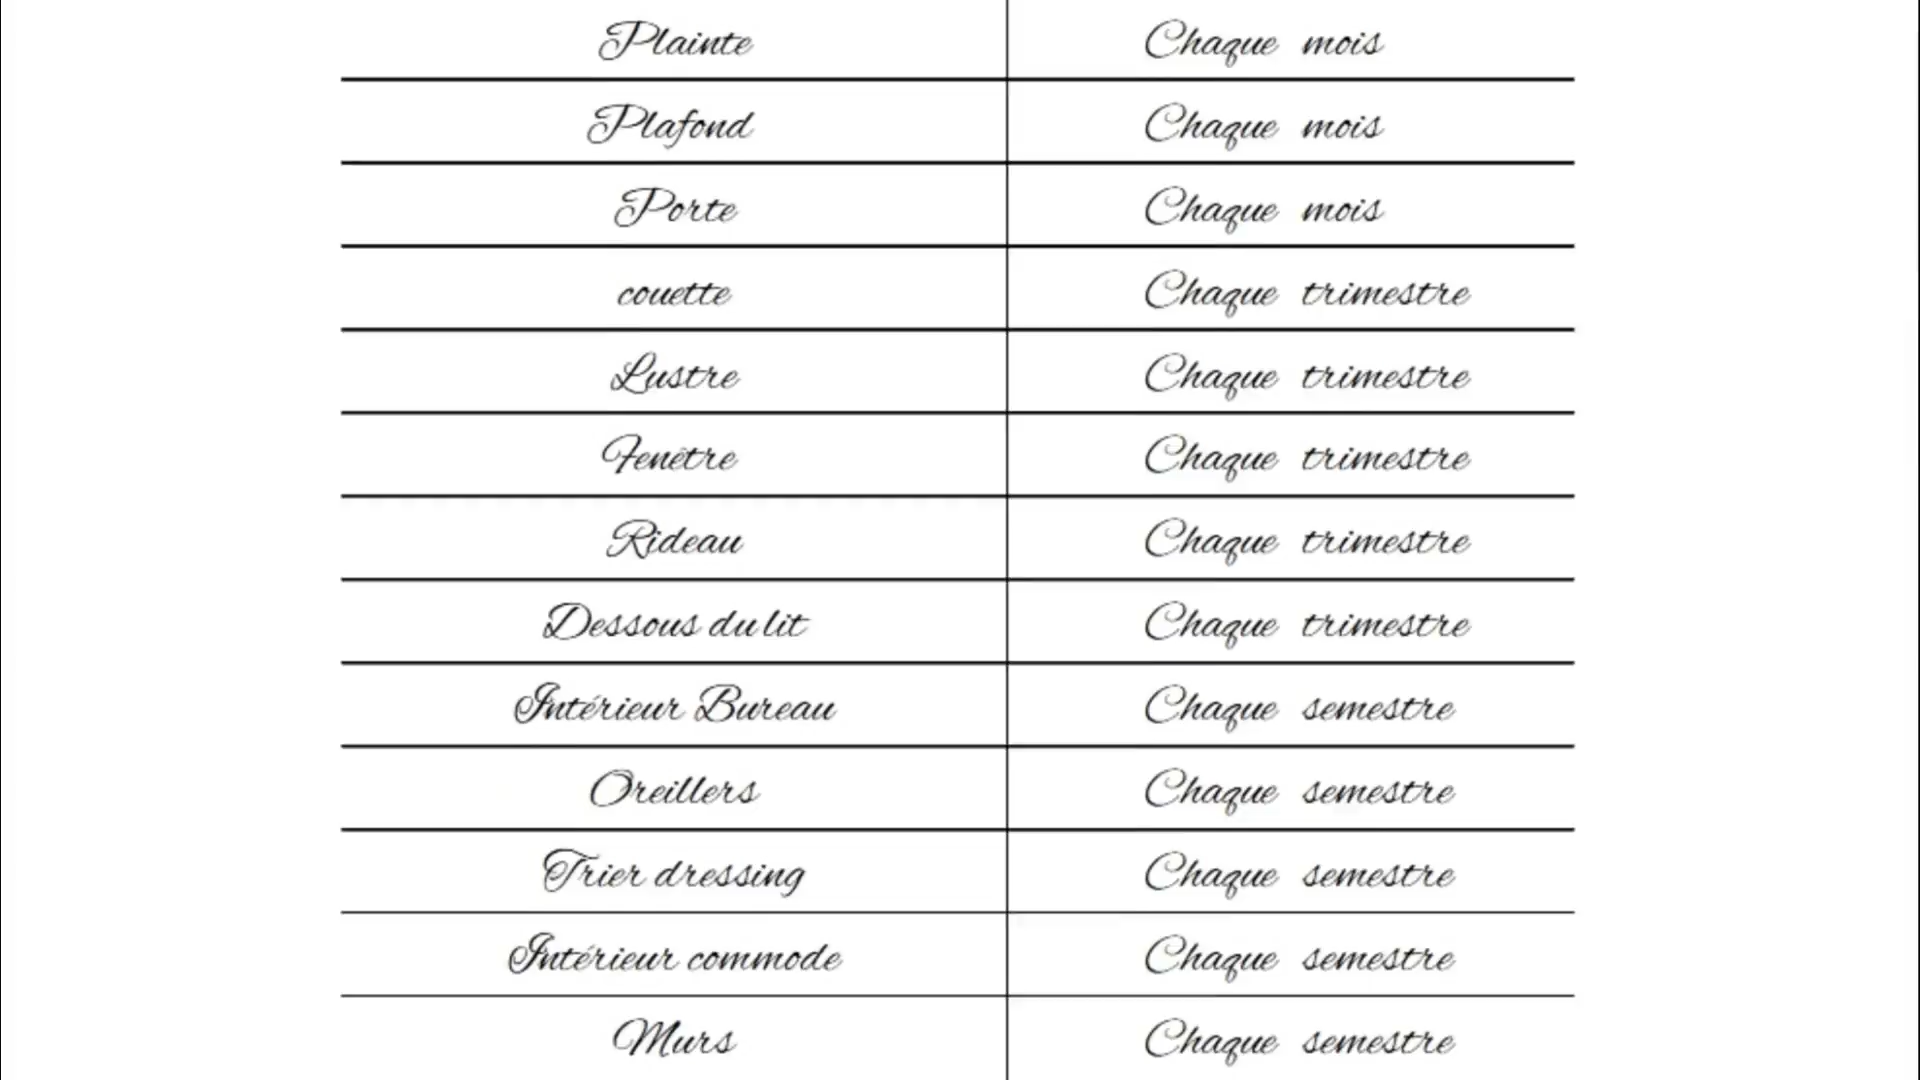 Plainte Chaque mois
Plafond Chaque mois
Porte Chaque mois
couette Chaque trimestre
Lustre Chaque trimestre
Fenêtre Chaque trimestre
Rideau Chaque trimestre
Dessous du lit Chaque trimestre
Intérieur Bureau Chaque semestre
Oreillers Chaque semestre
Trier dressing Chaque semestre
Intérieur commode Chaque semestre
Murs Chaque semestre